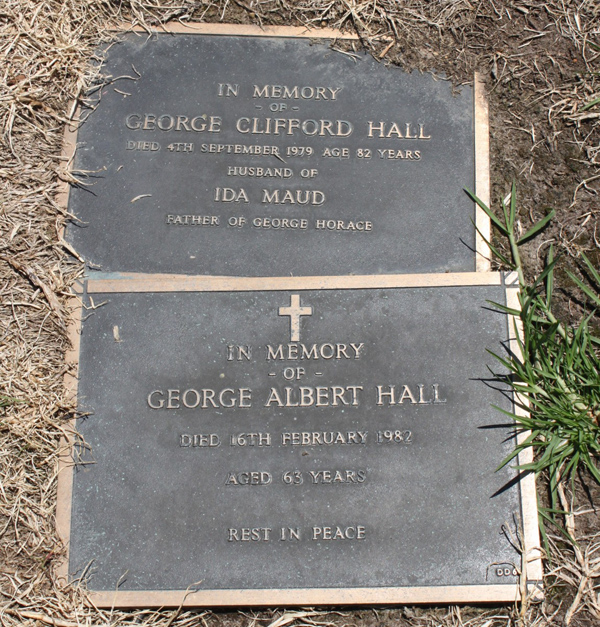 IN MEMORY
- OF -
GEORGE CLIFFORD HALL
DIED 4TH SEPTEMBER 1979 AGE 82 YEARS
HUSBAND OF
IDA MAUD
FATHER OF GEORGE HORACE
IN MEMORY
- OF -
GEORGE ALBERT HALL
DIED 16TH FEBRUARY 1982
AGED 63 YEARS
REST IN PEACE